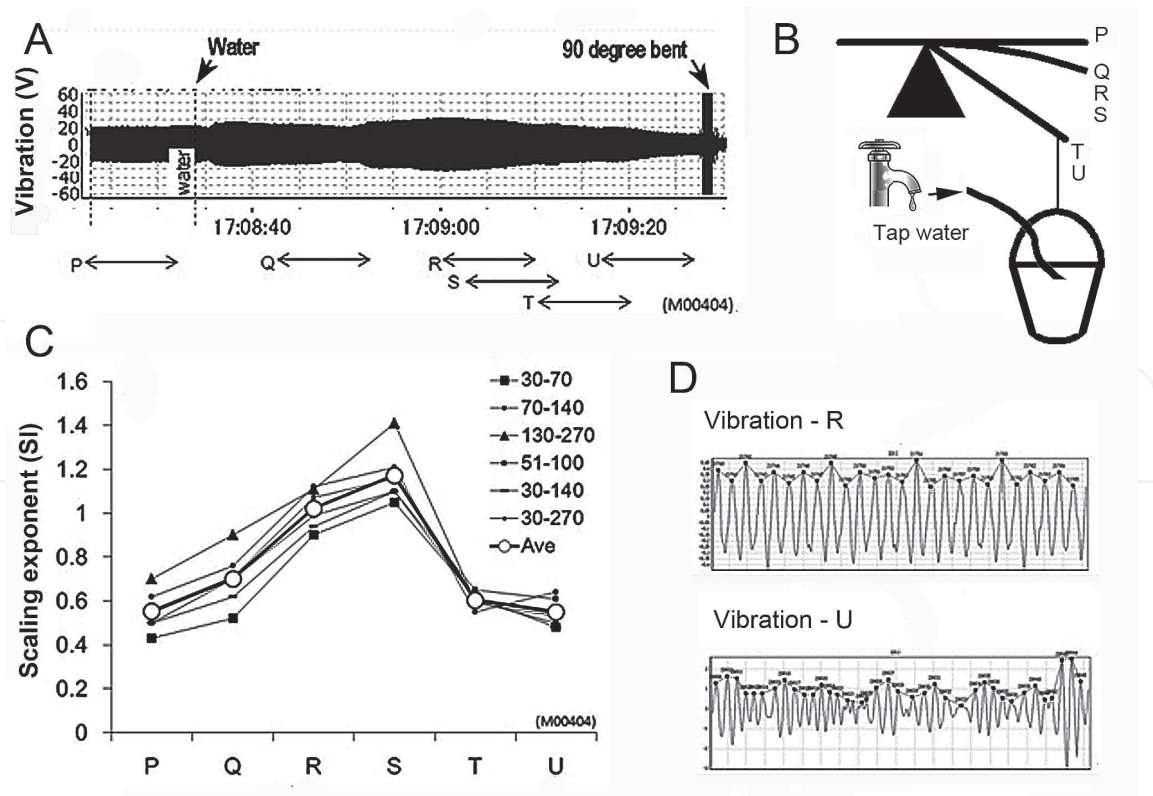 A
Water
90 degree bent
Vibration (V)
60
40
20
0
-20
-40
-60
water
17:08:40
17:09:00
17:09:20
P
Q
R
U
S
T
(M00404)
B
P
Q
R
S
T
U
Tap water
C
Scaling exponent (SI)
1.6
1.4
1.2
1
0.8
0.6
0.4
0.2
0
30-70
70-140
130-270
51-100
30-140
30-270
Ave
(M00404)
P Q R S T U
D
Vibration - R
Vibration - U